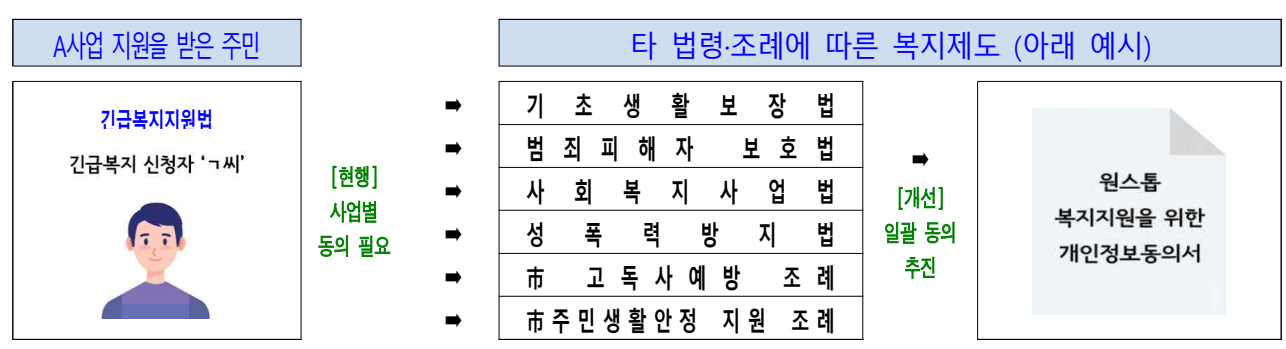 A사업 지원을 받은 주민
타 법령·조례에 따른 복지제도 (아래 예시)
긴급복지지원법
긴급복지 신청자 ‘ㄱ씨’
[현행]
사업별
동의 필요
➡ 기 초 생 활 보 장 법
➡ 범 죄 피 해 자 보 호 법
➡ 사 회 복 지 사 업 법
➡ 성 폭 력 방 지 법
➡ 市 고 독 사 예 방 조 례
➡ 市 주 민 생 활 안 정 지 원 조 례
➡
[개선]
일괄 동의
추진
원스톱
복지지원을 위한
개인정보동의서